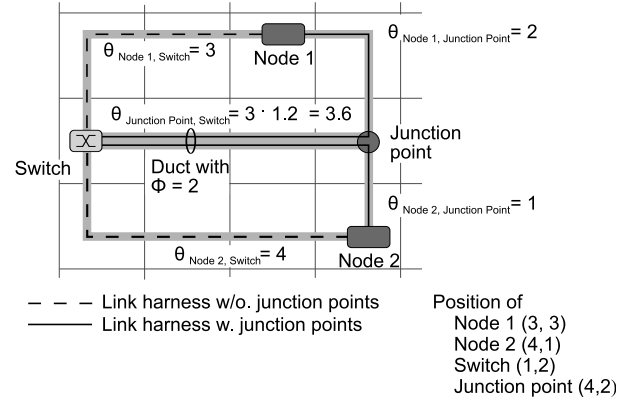 θ Node 1, Junction Point= 2
θ Node 1, Switch= 3
Node 1
θ Junction Point, Switch= 3 · 1.2 = 3.6
Junction
point
Switch
Duct with
Φ = 2
θ Node 2, Junction Point= 1
θ Node 2, Switch= 4
Node 2
Link harness w/o. junction points
Link harness w. junction points
Position of
Node 1 (3, 3)
Node 2 (4,1)
Switch (1,2)
Junction point (4,2)